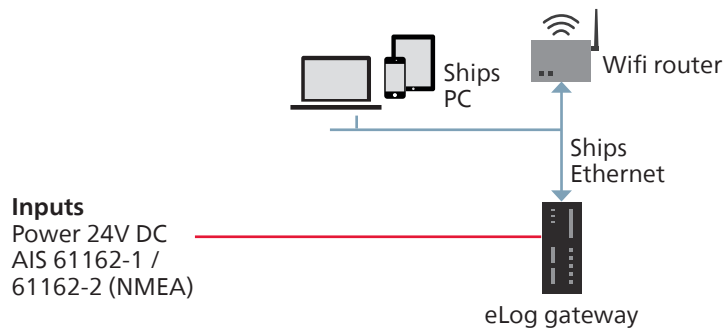 Ships
PC
Wifi router
Ships
Ethernet
Inputs
Power 24V DC
AIS 61162-1 /
61162-2 (NMEA)
eLog gateway